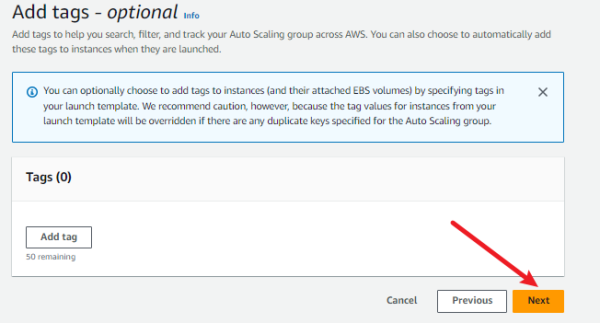 Add tags - optional Info
Add tags to help you search, filter, and track your Auto Scaling group across AWS. You can also choose to automatically add
these tags to instances when they are launched.
You can optionally choose to add tags to instances (and their attached EBS volumes) by specifying tags in
your launch template. We recommend caution, however, because the tag values for instances from your
launch template will be overridden if there are any duplicate keys specified for the Auto Scaling group.
Tags (0)
Add tag
50 remaining
Cancel Previous Next